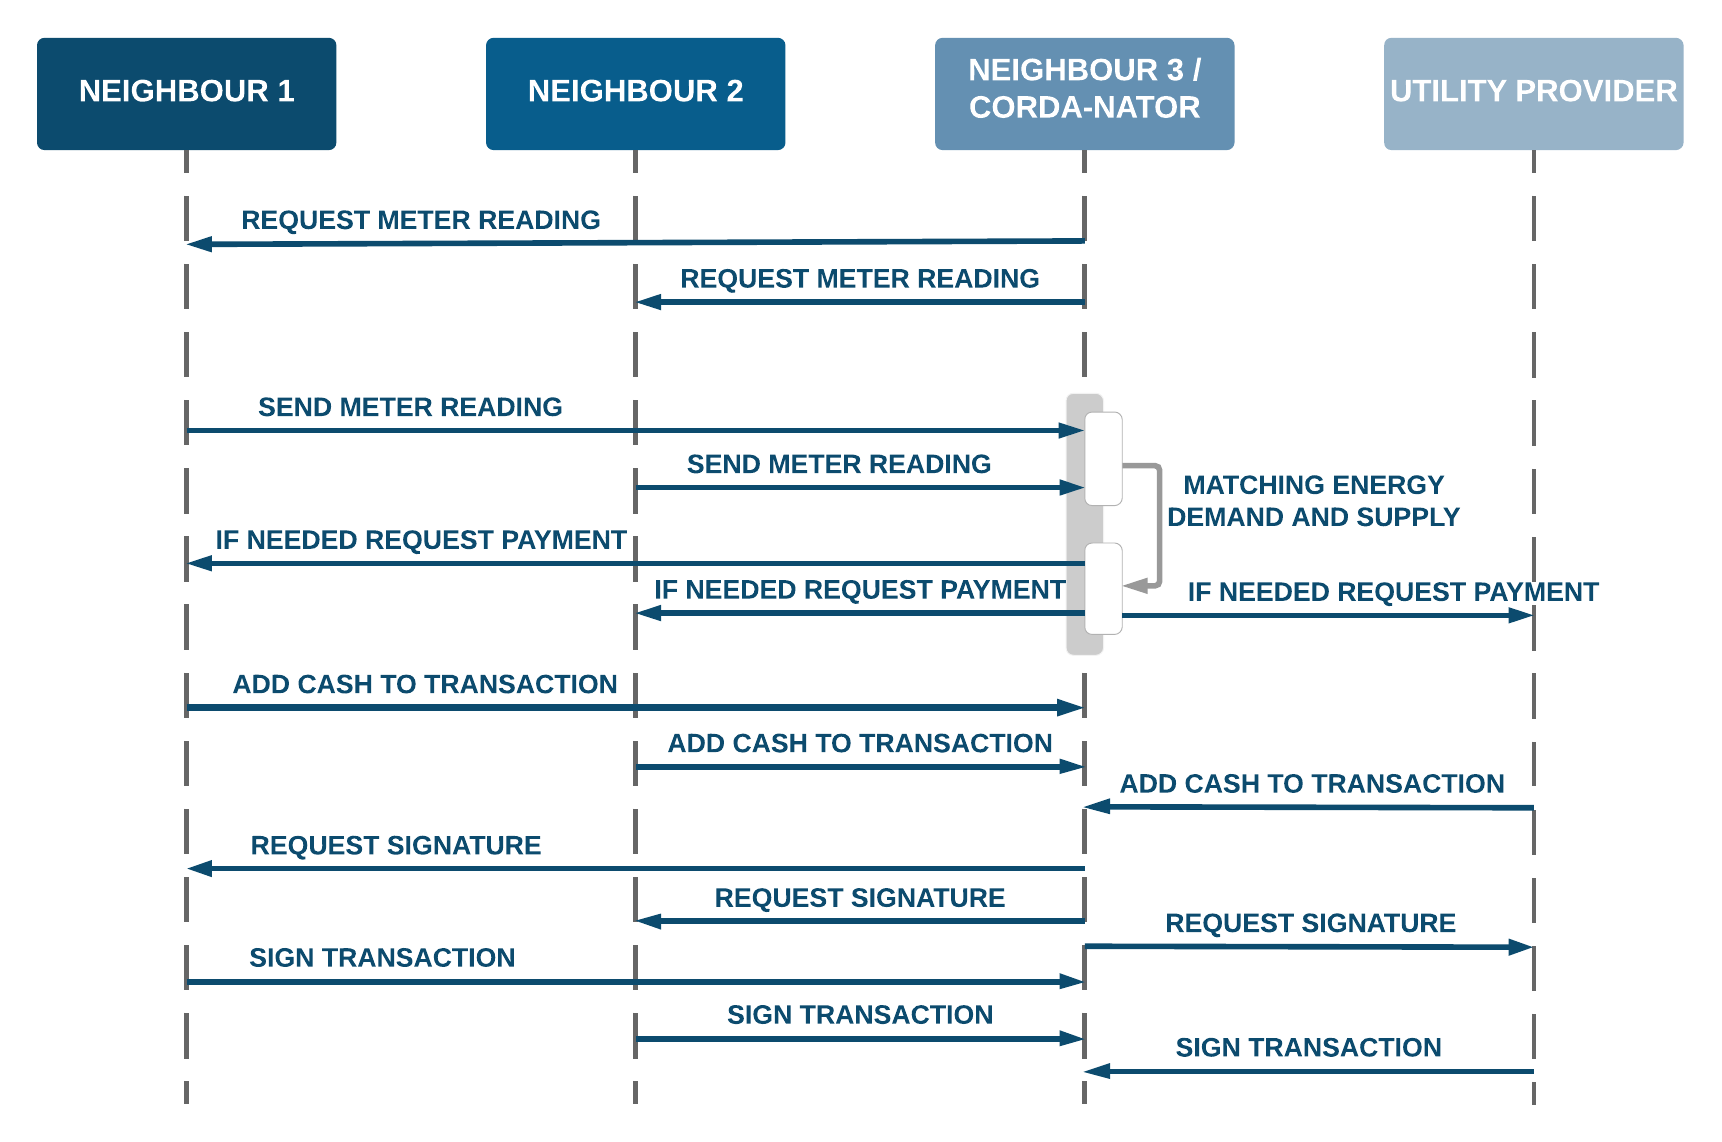 NEIGHBOUR 1
NEIGHBOUR 2
NEIGHBOUR 3 /
CORDA-NATOR
UTILITY PROVIDER
REQUEST METER READING
REQUEST METER READING
SEND METER READING
SEND METER READING
MATCHING ENERGY
DEMAND AND SUPPLY
IF NEEDED REQUEST PAYMENT
IF NEEDED REQUEST PAYMENT
IF NEEDED REQUEST PAYMENT
ADD CASH TO TRANSACTION
ADD CASH TO TRANSACTION
ADD CASH TO TRANSACTION
REQUEST SIGNATURE
REQUEST SIGNATURE
REQUEST SIGNATURE
SIGN TRANSACTION
SIGN TRANSACTION
SIGN TRANSACTION